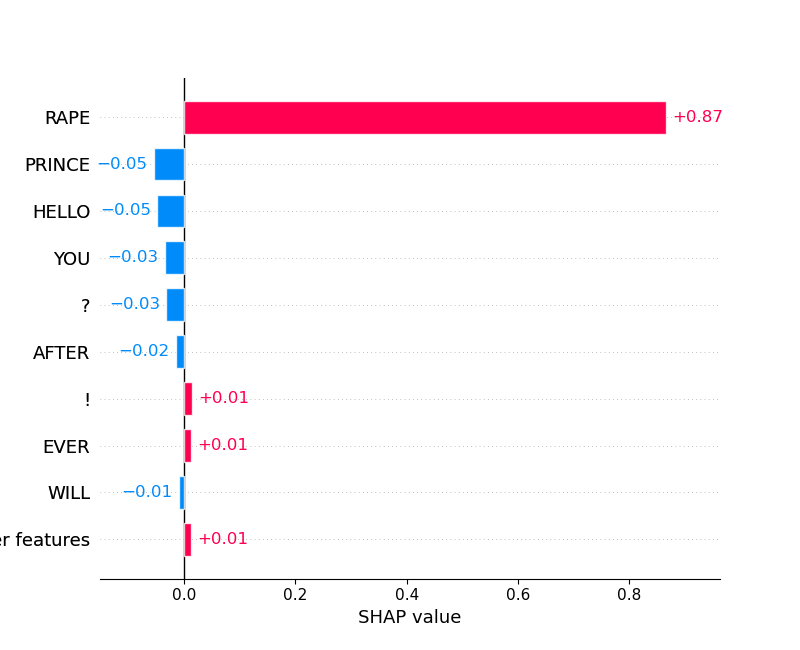 RAPE +0.87
PRINCE −0.05
HELLO −0.05
YOU −0.03
? −0.03
AFTER −0.02
! +0.01
EVER +0.01
WILL −0.01
features +0.01
0.0 0.2 0.4 0.6 0.8
SHAP value